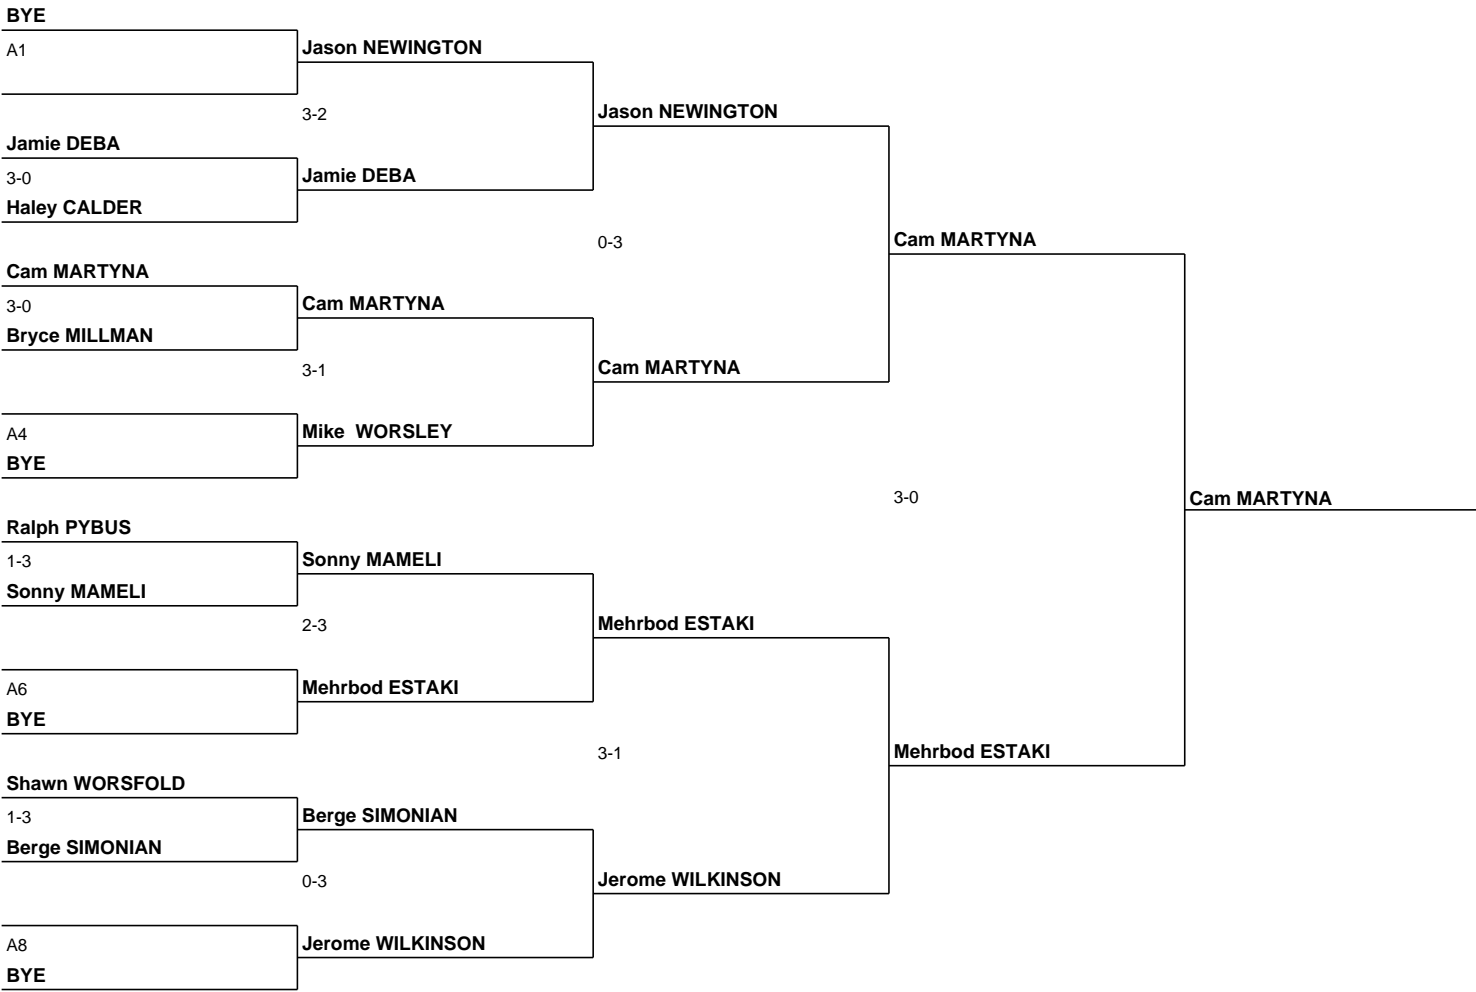 BYE
A1
Jason NEWINGTON
3-2
Jason NEWINGTON
Jamie DEBA
3-0
Jamie DEBA
Haley CALDER
0-3
Cam MARTYNA
Cam MARTYNA
3-0
Cam MARTYNA
Bryce MILLMAN
3-1
Cam MARTYNA
A4
Mike  WORSLEY
BYE
3-0
Cam MARTYNA
Ralph PYBUS
1-3
Sonny MAMELI
Sonny MAMELI
2-3
Mehrbod ESTAKI
A6
Mehrbod ESTAKI
BYE
3-1
Mehrbod ESTAKI
Shawn WORSFOLD
1-3
Berge SIMONIAN
Berge SIMONIAN
0-3
Jerome WILKINSON
A8
Jerome WILKINSON
BYE